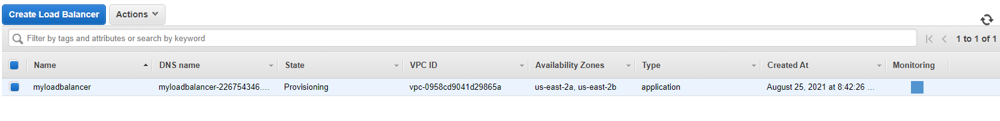 Create Load Balancer Actions
Filter by tags and attributes or search by keyword 1 to 1 of 1
Name DNS name State VPC ID Availability Zones Type Created At Monitoring
myloadbalancer myloadbalancer-226754346.... Provisioning vpc-0958cd9041d29865a us-east-2a, us-east-2b application August 25, 2021 at 8:42:26 ...